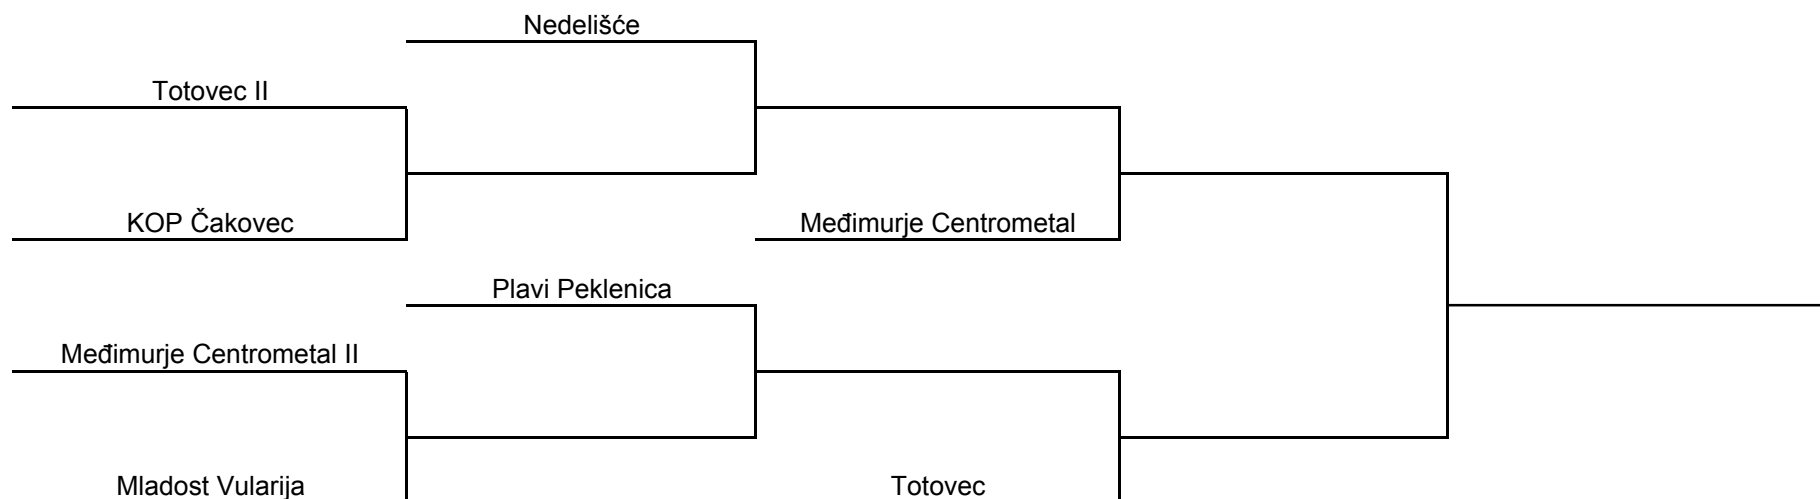 Nedelišće
Totovec II
KOP Čakovec
Međimurje Centrometal
Plavi Peklenica
Međimurje Centrometal II
Mladost Vularija
Totovec